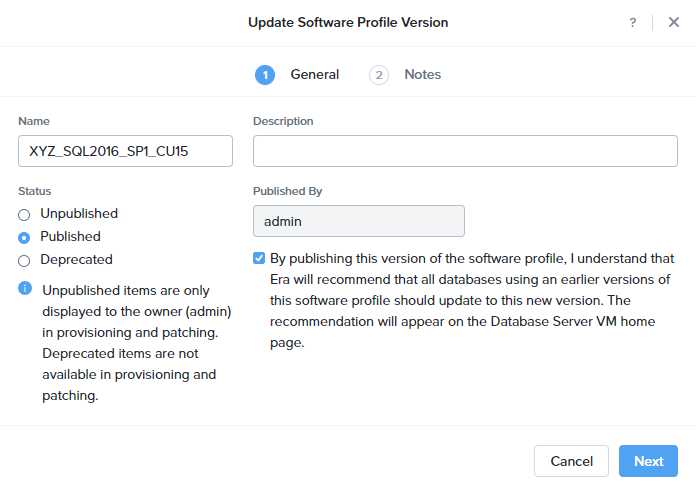 Update Software Profile Version
?
1 General 2 Notes
Name
XYZ_SQL2016_SP1_CU15
Description
Status
Unpublished
Published
Deprecated
i Unpublished items are only
displayed to the owner (admin)
in provisioning and patching.
Deprecated items are not
available in provisioning and
patching.
Published By
admin
By publishing this version of the software profile, I understand that
Era will recommend that all databases using an earlier versions of
this software profile should update to this new version. The
recommendation will appear on the Database Server VM home
page.
Cancel
Next